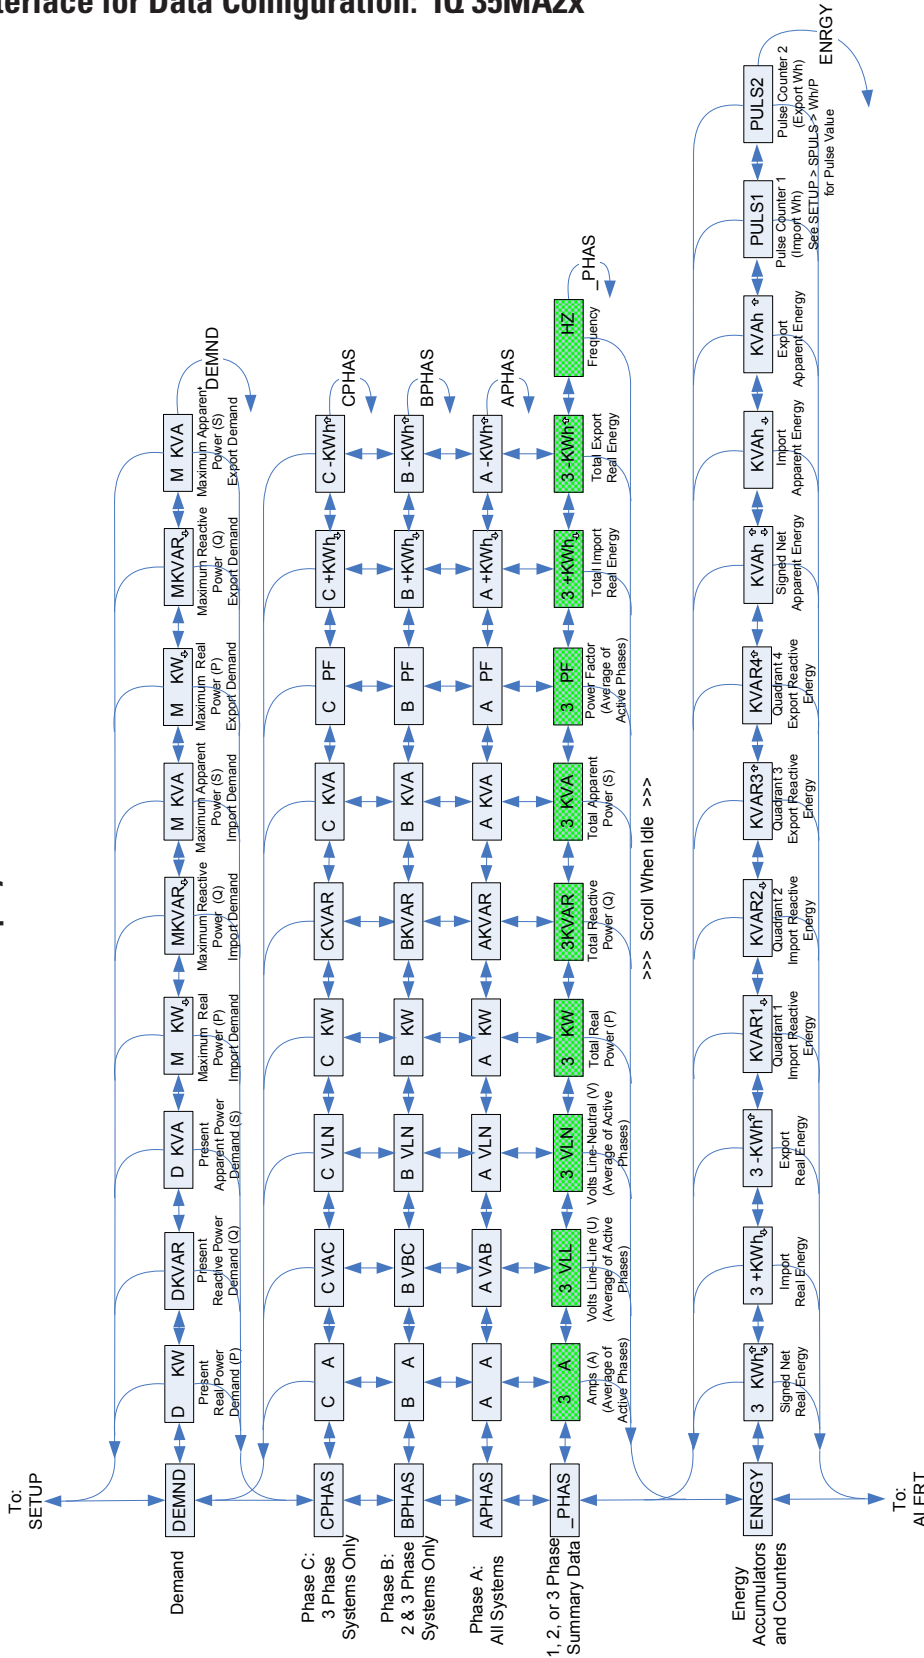 terface for Data Configuration: TQ 35MA2x
To:
SETUP
Demand
DEMND
D KW
Present
Real Power
Demand (P)
DKVAR
Present
Reactive Power
Demand (Q)
D KVA
Present
Apparent Power
Demand (S)
M KW
Maximum Real
Power (P)
Import Demand
MKVAR
Maximum Reactive
Power (Q)
Import Demand
M KVA
Maximum Apparent
Power (S)
Import Demand
M KW
Maximum Real
Power (P)
Export Demand
MKVAR
Maximum Reactive
Power (Q)
Export Demand
M KVA
Maximum Apparent
Power (S)
Export Demand
DEMND
Phase C:
3 Phase
Systems Only
CPHAS
C A
C VAC
C VLN
C KW
CKVAR
C KVA
C PF
C +KWh
C -KWh
CPHAS
Phase B:
2 & 3 Phase
Systems Only
BPHAS
B A
B VBC
B VLN
B KW
BKVAR
B KVA
B PF
B +KWh
B -KWh
BPHAS
Phase A:
All Systems
APHAS
A A
A VAB
A VLN
A KW
AKVAR
A KVA
A PF
A +KWh
A -KWh
APHAS
1, 2, or 3 Phase
Summary Data
_PHAS
3 A
Amps (A)
(Average of
Active Phases)
3 VLL
Volts Line-Line (U)
(Average of Active
Phases)
3 VLN
Volts Line-Neutral (V)
(Average of Active
Phases)
3 KW
Total Real
Power (P)
3KVAR
Total Reactive
Power (Q)
3 KVA
Total Apparent
Power (S)
3 PF
Power Factor
(Average of
Active Phases)
3 +KWh
Total Import
Real Energy
3 -KWh
Total Export
Real Energy
HZ
Frequency
_PHAS
>>> Scroll When Idle >>>
Energy
Accumulators
and Counters
ENRGY
3 KWh
Signed Net
Real Energy
3 +KWh
Import
Real Energy
3 -KWh
Export
Real Energy
KVAR1
Quadrant 1
Import Reactive
Energy
KVAR2
Quadrant 2
Import Reactive
Energy
KVAR3
Quadrant 3
Export Reactive
Energy
KVAR4
Quadrant 4
Export Reactive
Energy
KVAh
Signed Net
Apparent Energy
KVAh
Import
Apparent Energy
KVAh
Export
Apparent Energy
PULS1
Pulse Counter 1
(Import Wh)
PULS2
Pulse Counter 2
(Export Wh)
See SETUP > SPULS > Wh/P
for Pulse Value
ENRGY
To:
ALERT